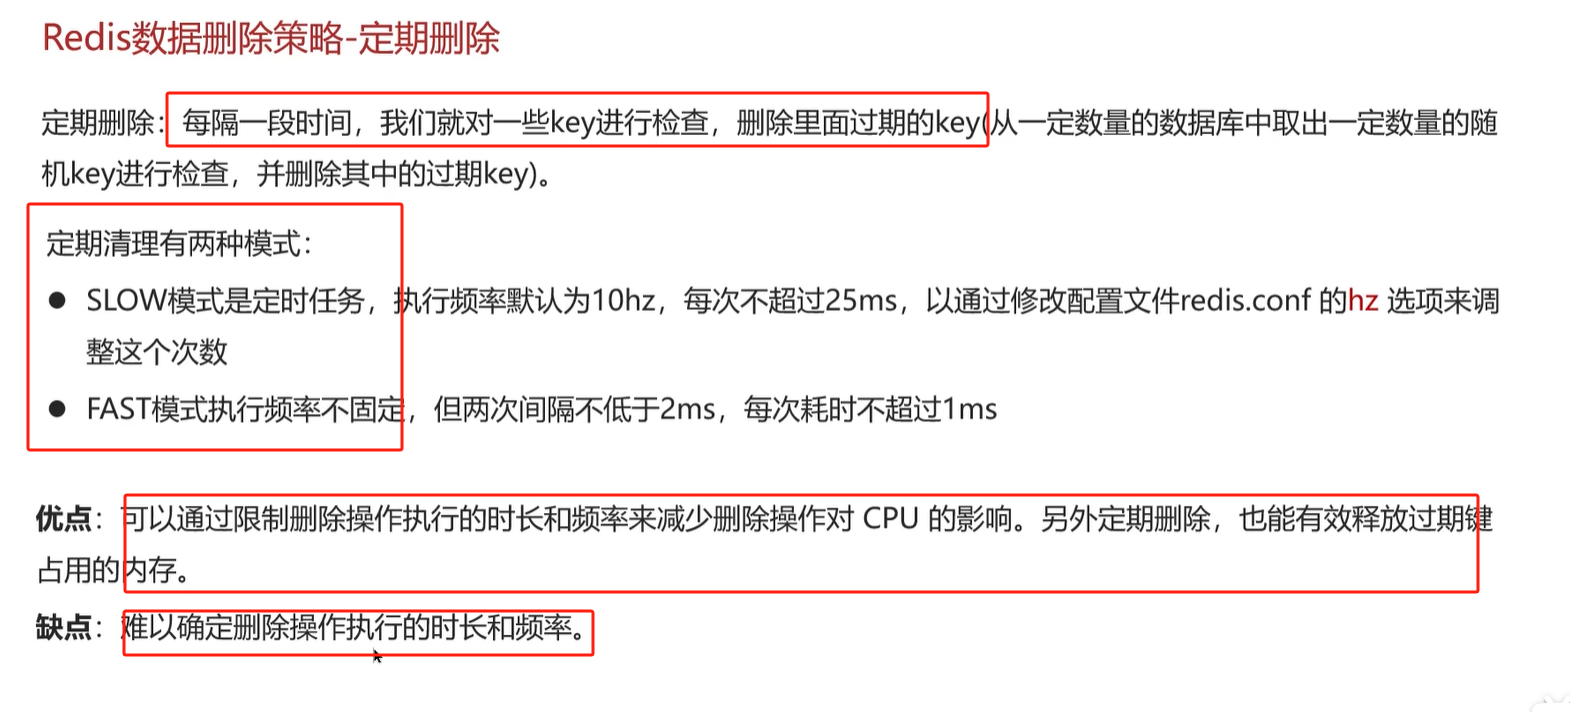 Redis数据删除策略-定期删除
定期删除：每隔一段时间，我们就对一些key进行检查，删除里面过期的key(从一定数量的数据库中取出一定数量的随
机key进行检查，并删除其中的过期key)。
定期清理有两种模式：
● SLOW模式是定时任务，执行频率默认为10hz，每次不超过25ms，以通过修改配置文件redis.conf 的hz 选项来调
整这个次数
● FAST模式执行频率不固定，但两次间隔不低于2ms，每次耗时不超过1ms
优点：可以通过限制删除操作执行的时长和频率来减少删除操作对 CPU 的影响。另外定期删除，也能有效释放过期键
占用的内存。
缺点：难以确定删除操作执行的时长和频率。